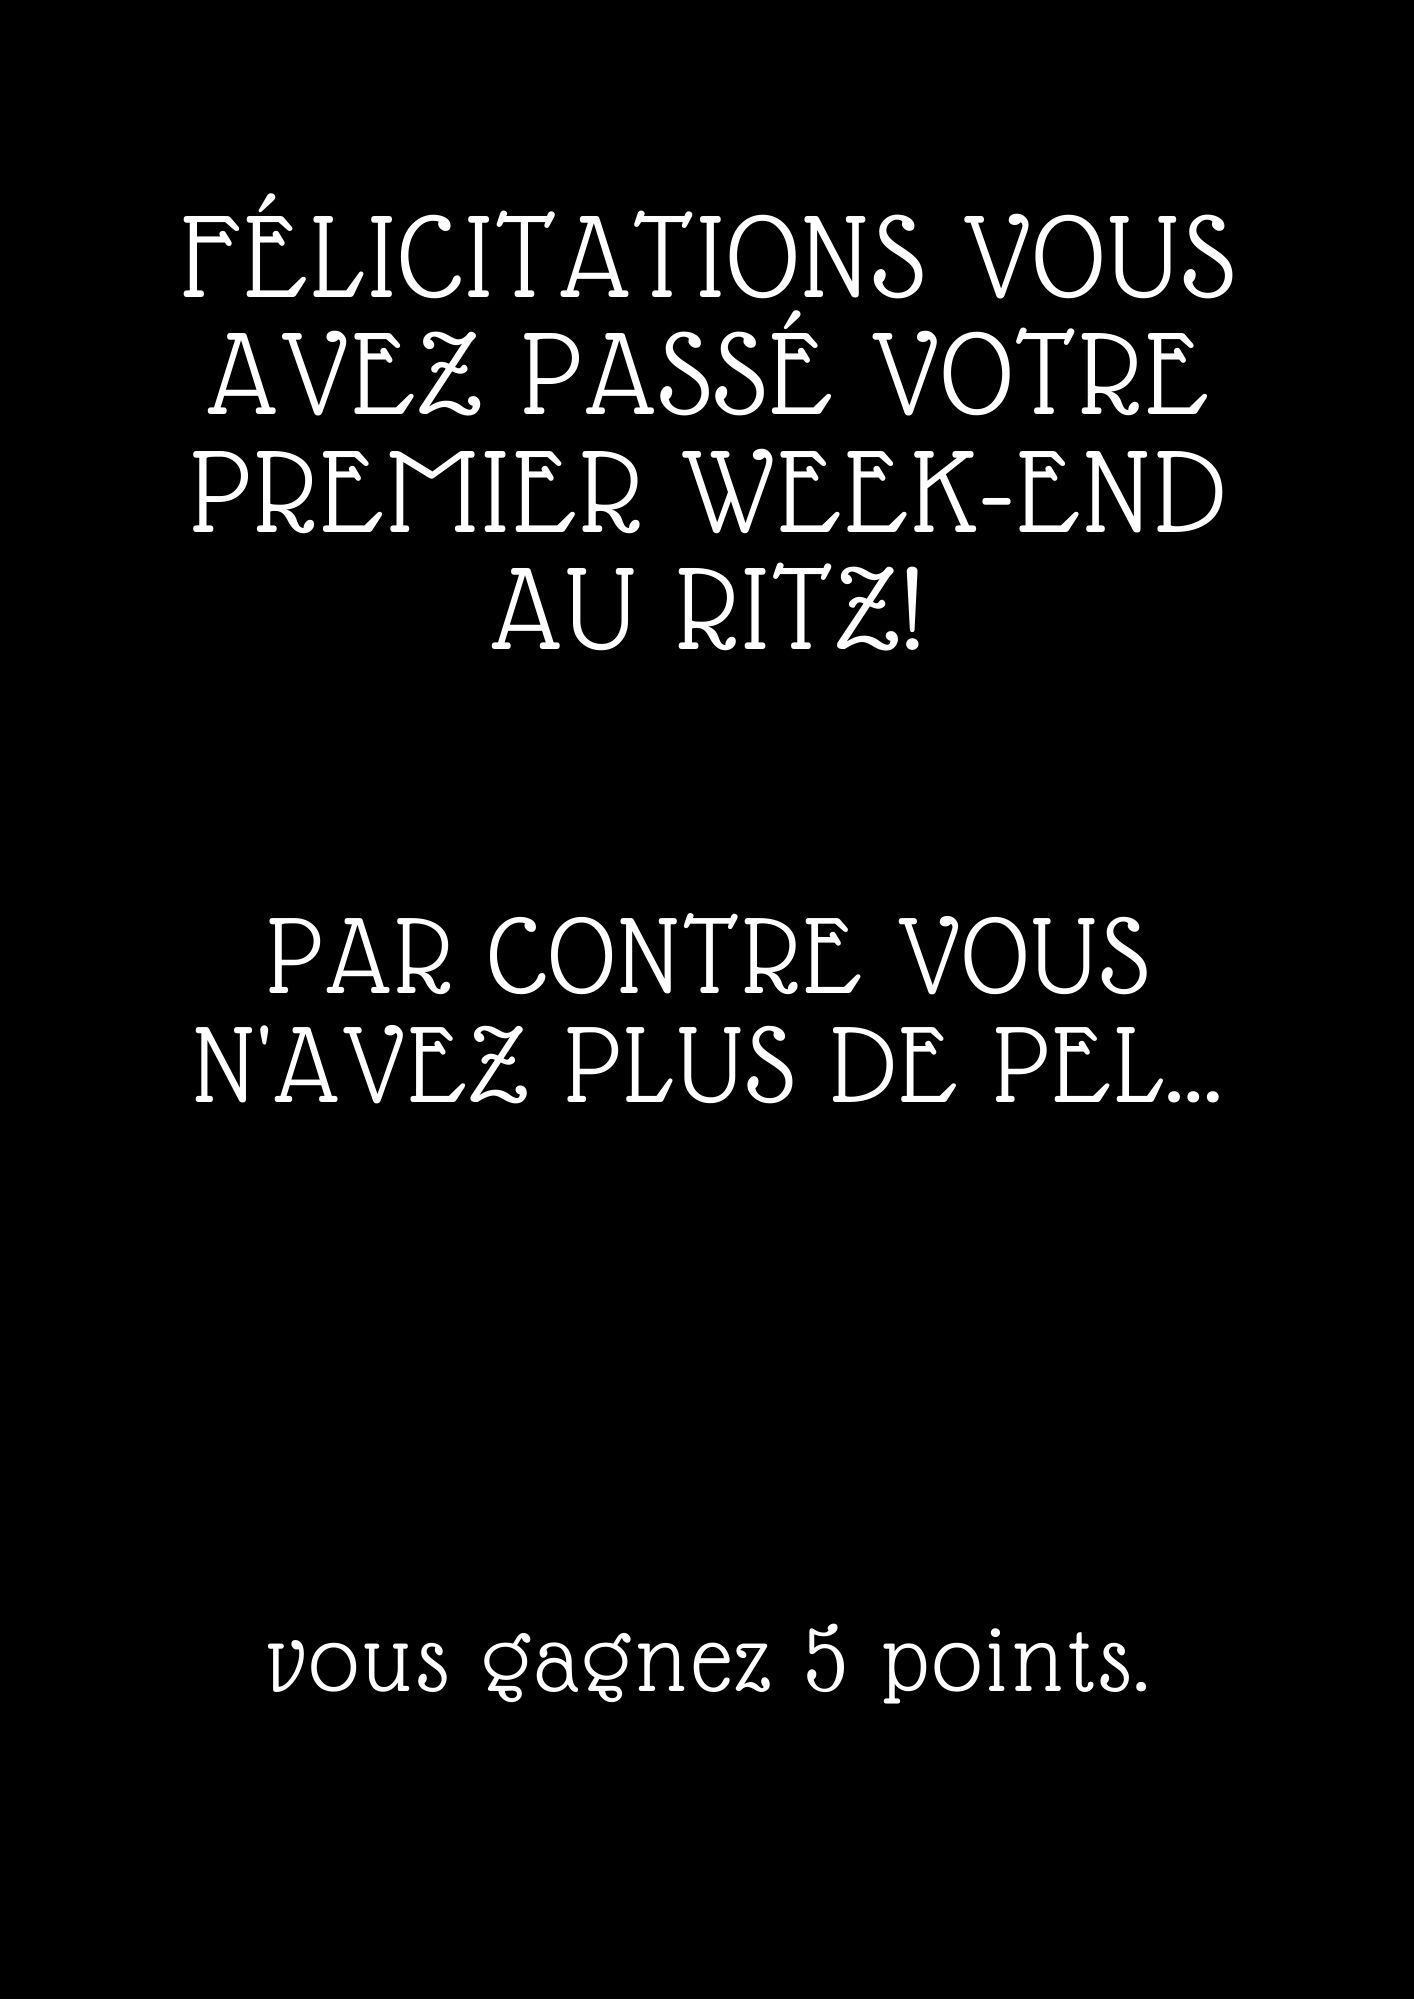 FÉLICITATIONS VOUS
AVEZ PASSÉ VOTRE
PREMIER WEEK-END
AU RITZ!
PAR CONTRE VOUS
N'AVEZ PLUS DE PEL...
vous gagnez 5 points.